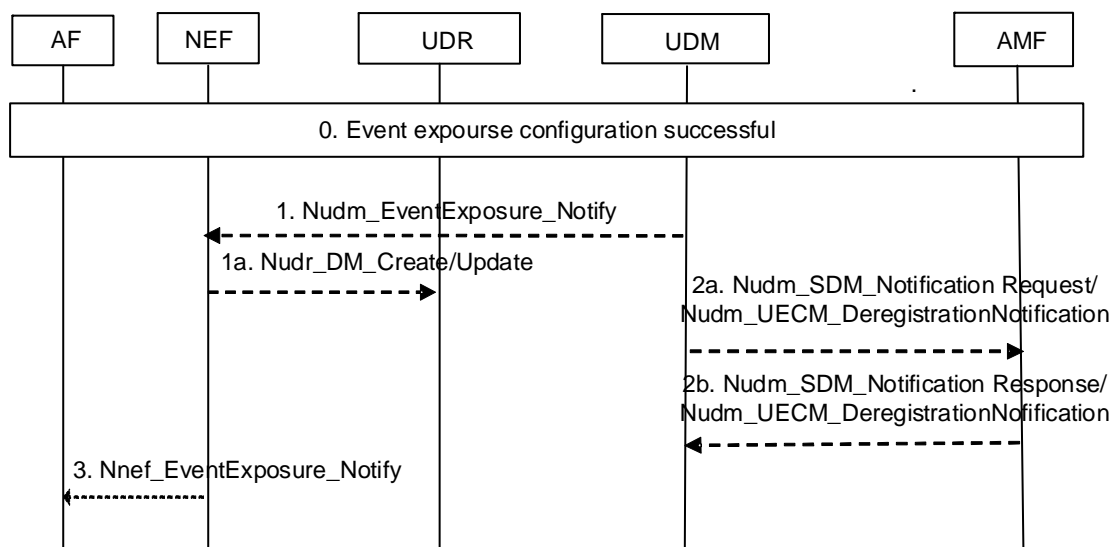 AF
NEF
UDR
UDM
AMF
.
0. Event expourse configuration successful
1. Nudm_EventExposure_Notify
1a. Nudr_DM_Create/Update
2a. Nudm_SDM_Notification Request/
Nudm_UECM_DeregistrationNotification
2b. Nudm_SDM_Notification Response/
Nudm_UECM_DeregistrationNofification
3. Nnef_EventExposure_Notify